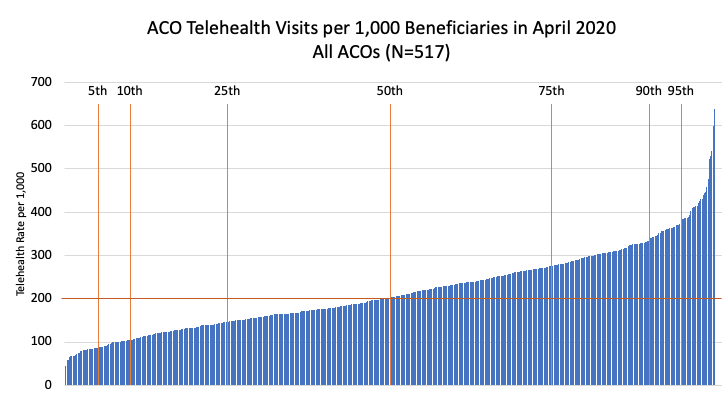 ACO Telehealth Visits per 1,000 Beneficiaries in April 2020
All ACOs (N=517)
700
5th 10th 25th 50th 75th 90th 95th
600
500
400
300
200
100
0
Telehealth Rate per 1,000